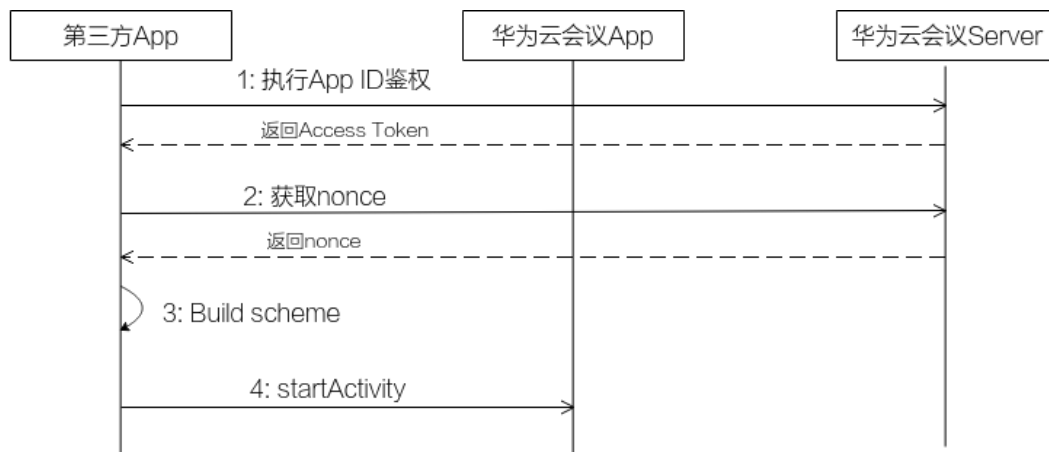 第三方App
华为云会议App
华为云会议Server
1: 执行App ID鉴权
返回Access Token
2: 获取nonce
返回nonce
3: Build scheme
4: startActivity